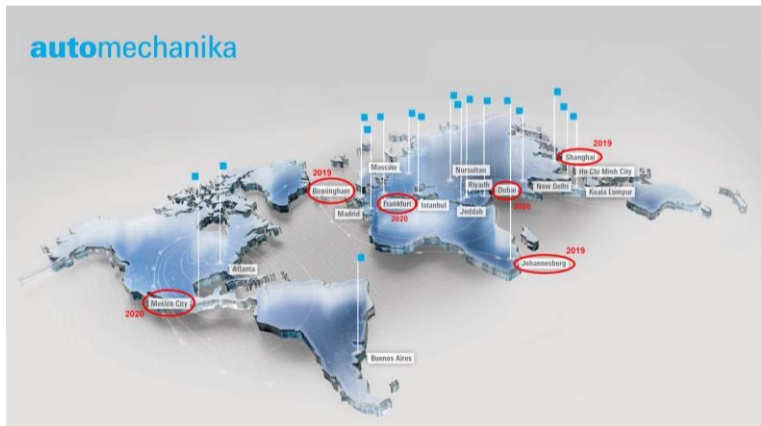 automechanika
2019
Shanghai
Ho Chi Minh City
Moscow
Nursultan
2019
Birmingham
Riyadh
Dubai
New Delhi
Kuala Lumpur
Madrid
Frankfurt
Istanbul
Jeddah
2020
2020
2019
Johannesburg
Atlanta
Mexico City
2020
Buenos Aires